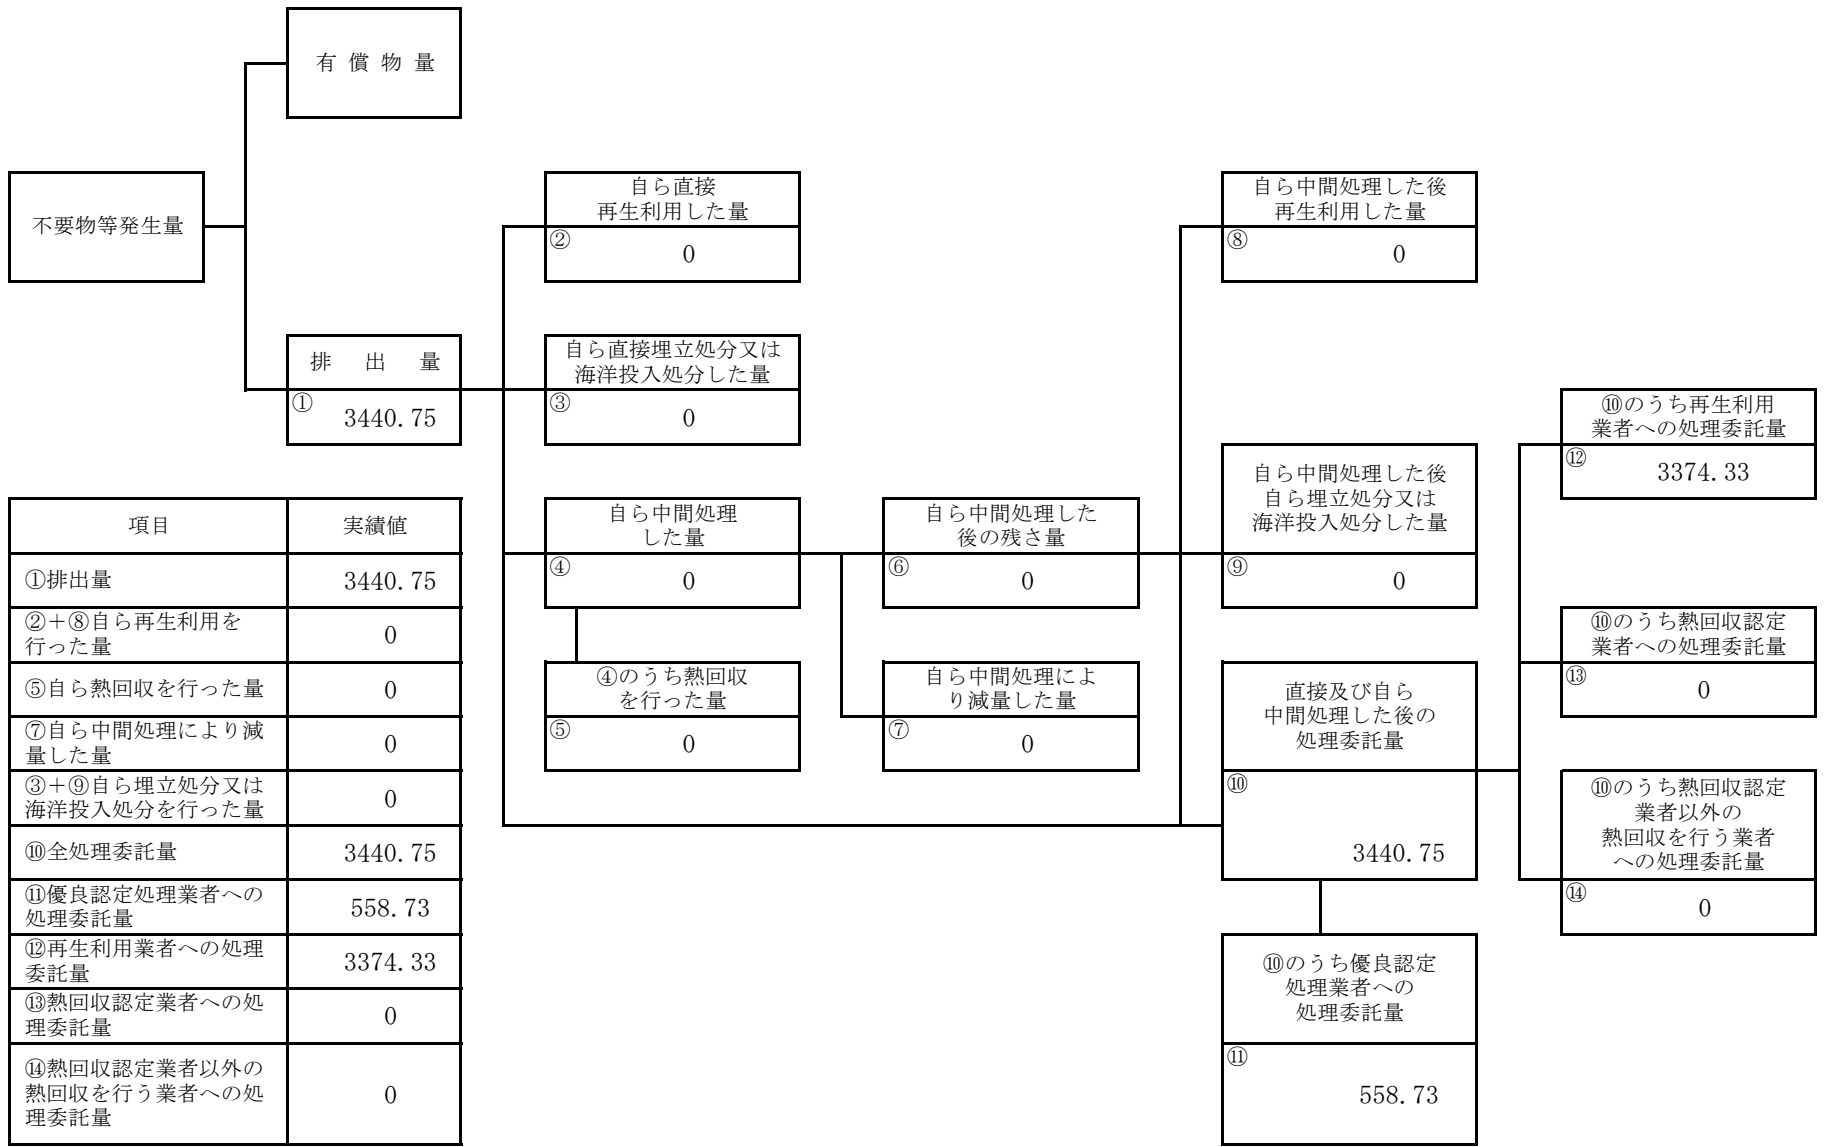 有償物量
不要物等発生量
自ら直接
再生利用した量
②
0
自ら中間処理した後
再生利用した量
⑧
0
排出量
①
3440.75
自ら直接埋立処分又は
海洋投入処分した量
③
0
⑩のうち再生利用
業者への処理委託量
⑫
3374.33
自ら中間処理
した量
④
0
自ら中間処理した
後の残さ量
⑥
0
自ら中間処理した後
自ら埋立処分又は
海洋投入処分した量
⑨
0
⑩のうち熱回収認定
業者への処理委託量
⑬
0
④のうち熱回収
を行った量
⑤
0
自ら中間処理によ
り減量した量
⑦
0
直接及び自ら
中間処理した後の
処理委託量
⑩
3440.75
⑩のうち熱回収認定
業者以外の
熱回収を行う業者
への処理委託量
⑭
0
⑩のうち優良認定
処理業者への
処理委託量
⑪
558.73
項目 実績値
①排出量 3440.75
②+⑧自ら再生利用を
行った量
0
⑤自ら熱回収を行った量 0
⑦自ら中間処理により減
量した量
0
③+⑨自ら埋立処分又は
海洋投入処分を行った量
0
⑩全処理委託量 3440.75
⑪優良認定処理業者への
処理委託量
558.73
⑫再生利用業者への処理
委託量
3374.33
⑬熱回収認定業者への処
理委託量
0
⑭熱回収認定業者以外の
熱回収を行う業者への処
理委託量
0